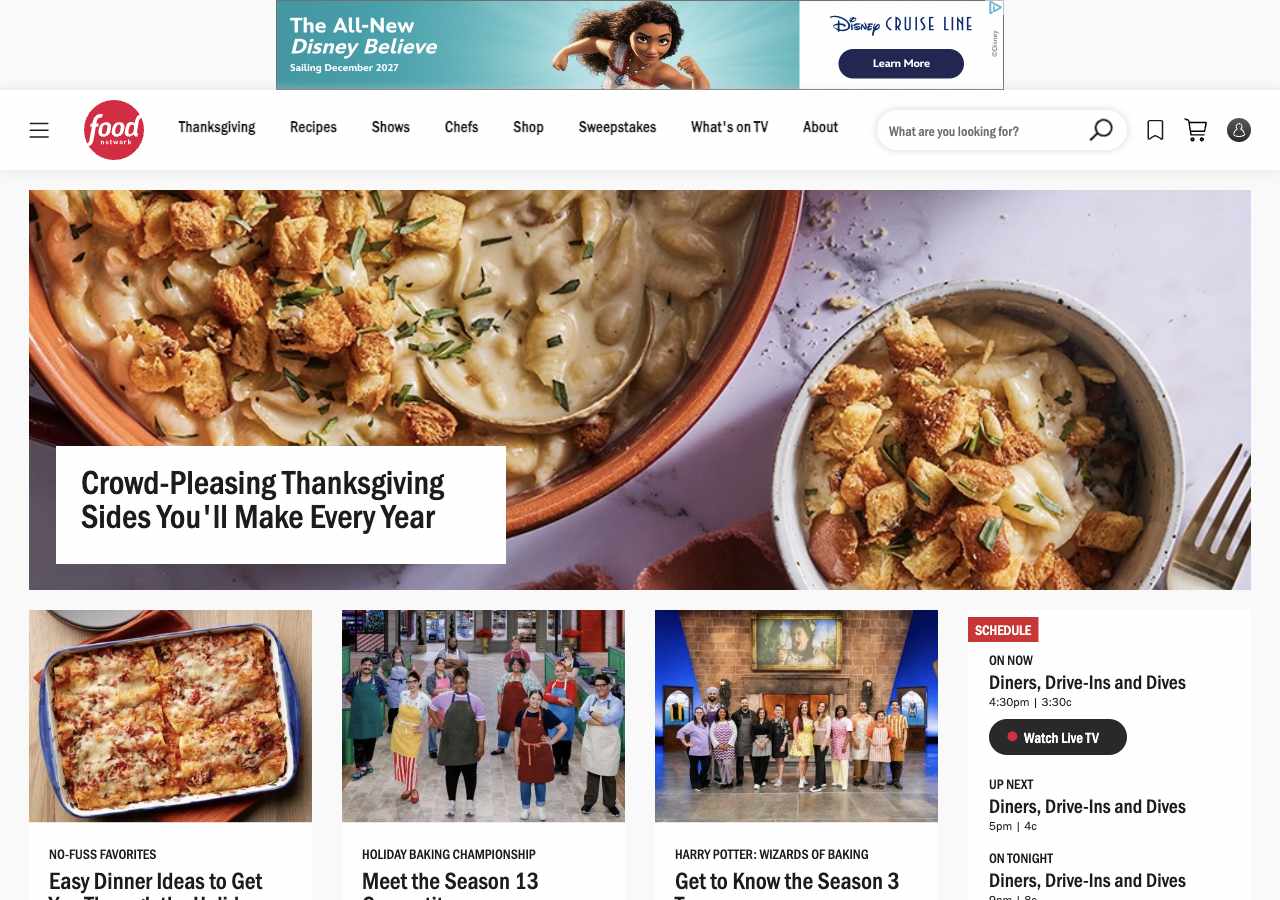 The All-New
Disney Believe
Sailing December 2027
Disney CRUISE LINE
Learn More
©Disney
food
network
Thanksgiving
Recipes
Shows
Chefs
Shop
Sweepstakes
What's on TV
About
What are you looking for?
Crowd-Pleasing Thanksgiving
Sides You'll Make Every Year
NO-FUSS FAVORITES
Easy Dinner Ideas to Get
HOLIDAY BAKING CHAMPIONSHIP
Meet the Season 13
HARRY POTTER: WIZARDS OF BAKING
Get to Know the Season 3
SCHEDULE
ON NOW
Diners, Drive-Ins and Dives
4:30pm | 3:30c
Watch Live TV
UP NEXT
Diners, Drive-Ins and Dives
5pm | 4c
ON TONIGHT
Diners, Drive-Ins and Dives